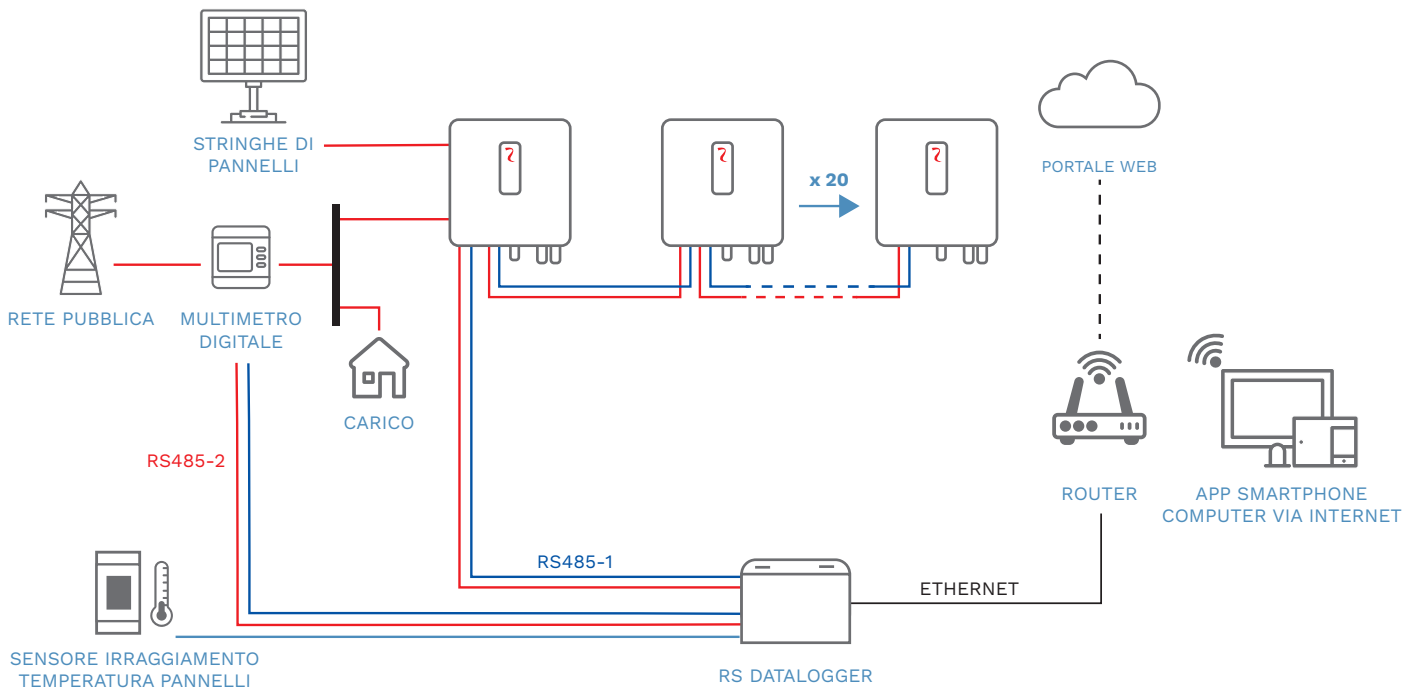 STRINGHE DI
PANNELLI
x 20
PORTALE WEB
RETE PUBBLICA
MULTIMETRO
DIGITALE
CARICO
RS485-2
ROUTER
APP SMARTPHONE
COMPUTER VIA INTERNET
RS485-1
ETHERNET
SENSORE IRRAGGIAMENTO
TEMPERATURA PANNELLI
RS DATALOGGER